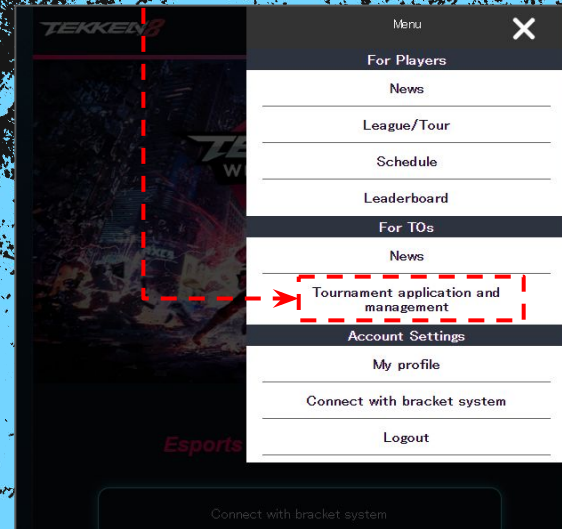 TEKKEN 8
Menu
For Players
News
League/Tour
Schedule
Leaderboard
For TOs
News
Tournament application and
management
Account Settings
My profile
Connect with bracket system
Logout
Esports
Connect with bracket system